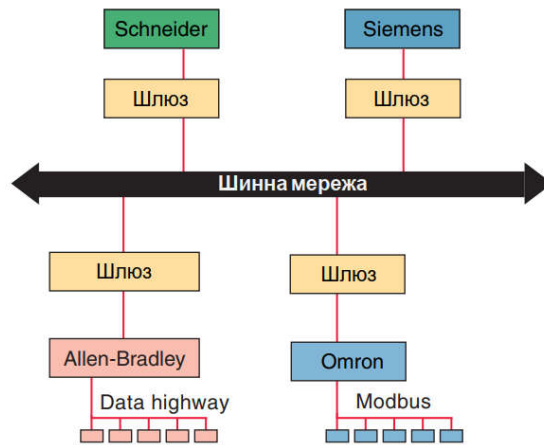 Schneider
Siemens
Шлюз
Шлюз
Шинна мережа
Шлюз
Шлюз
Allen-Bradley
Omron
Data highway
Modbus